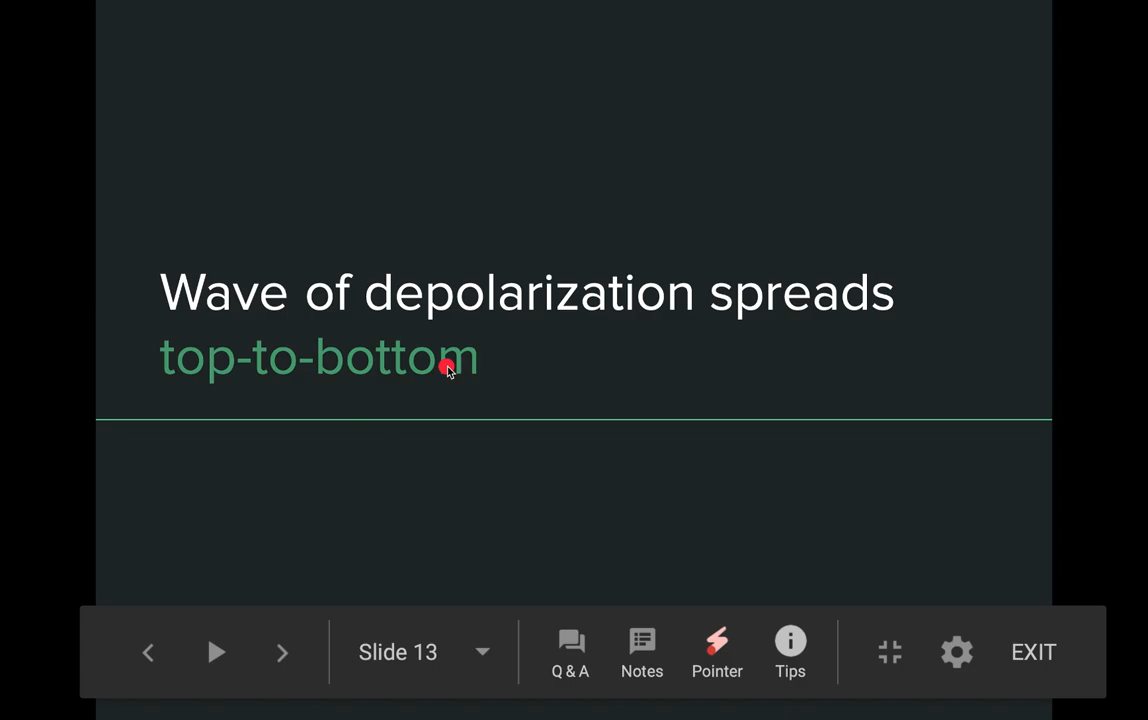 Wave of depolarization spreads
top-to-bottom
Slide 13
Q & A
Notes
Pointer
Tips
EXIT